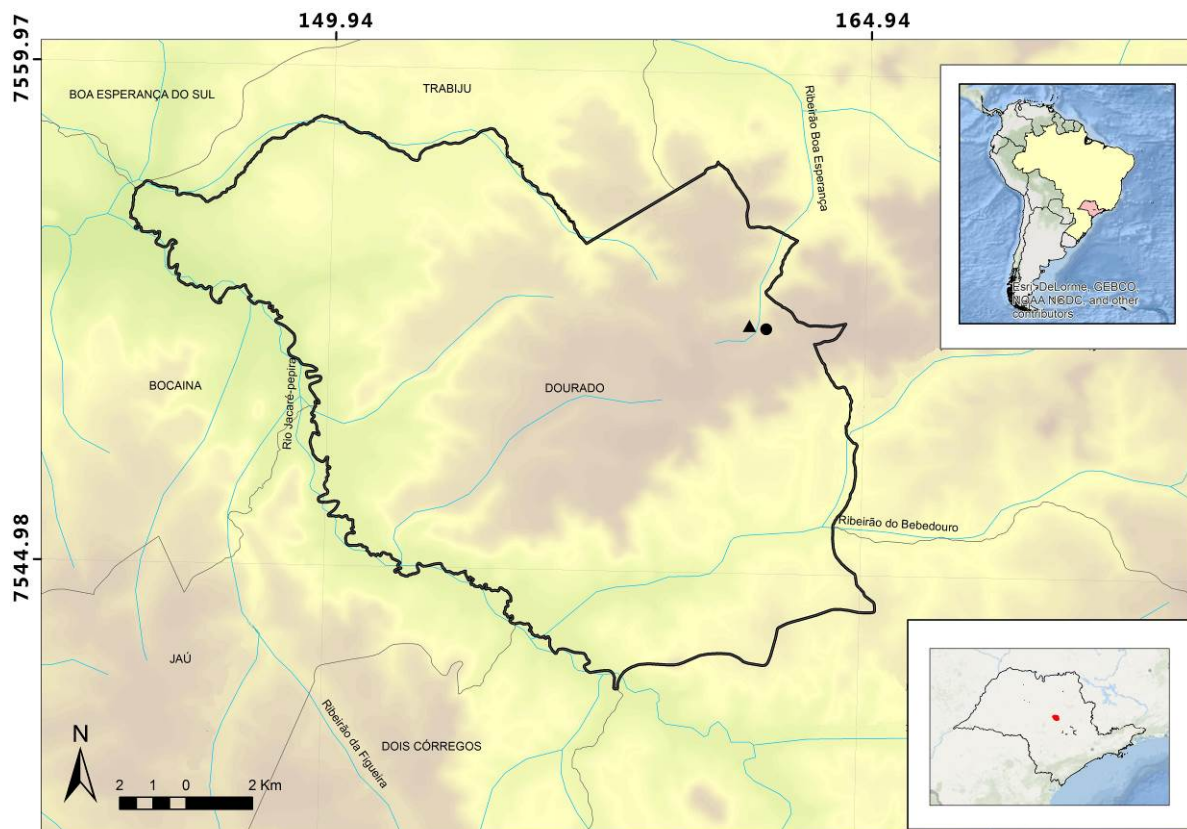 149.94
164.94
7559.97
BOA ESPERANÇA DO SUL
TRABIJU
Ribeirão Boa Esperança
Esri, DeLorme, GEBCO,
NOAA NGDC, and other
contributors
BOCAINA
Rio Jacaré-pepira
DOURADO
7544.98
Ribeirão do Bebedouro
JAÚ
Ribeirão da Figueira
DOIS CÓRREGOS
N
2 1 0 2 Km